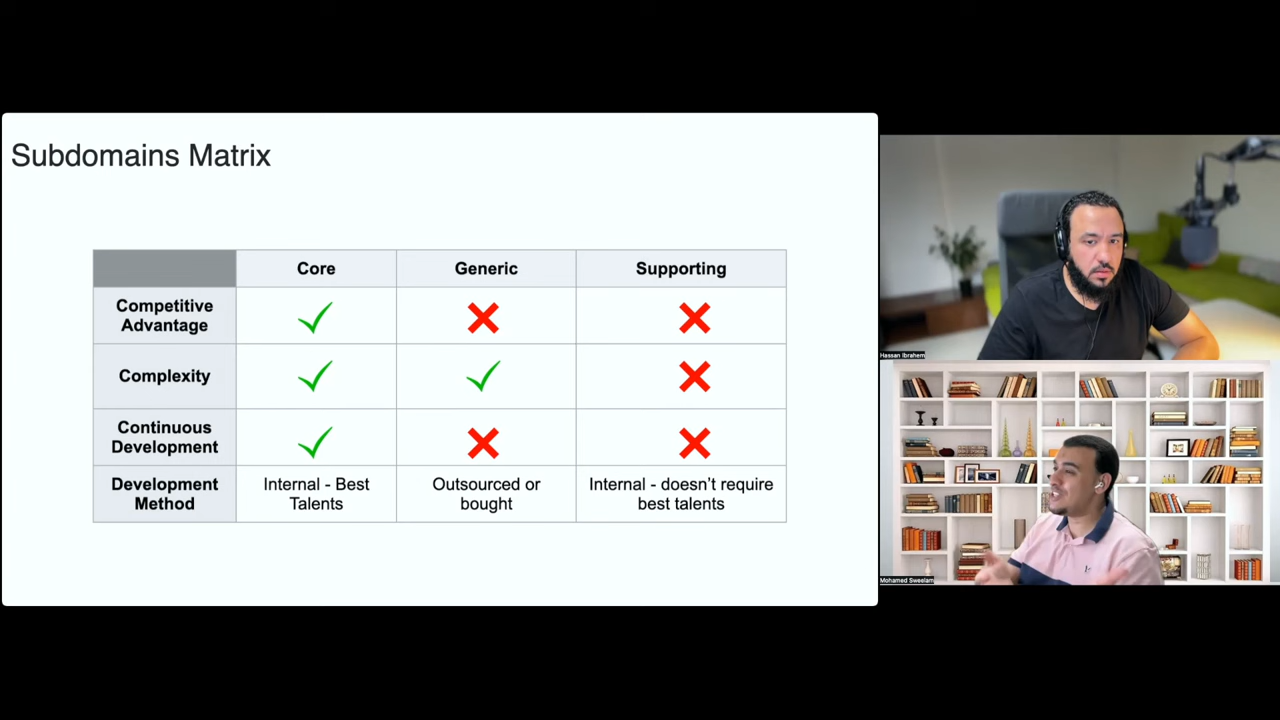 Subdomains Matrix
Core
Generic
Supporting
Competitive
Advantage
Complexity
Continuous
Development
Development
Method
Internal - Best
Talents
Outsourced or
bought
Internal - doesn't require
best talents
Hassan Ibrahem
Mohamed Sweelam